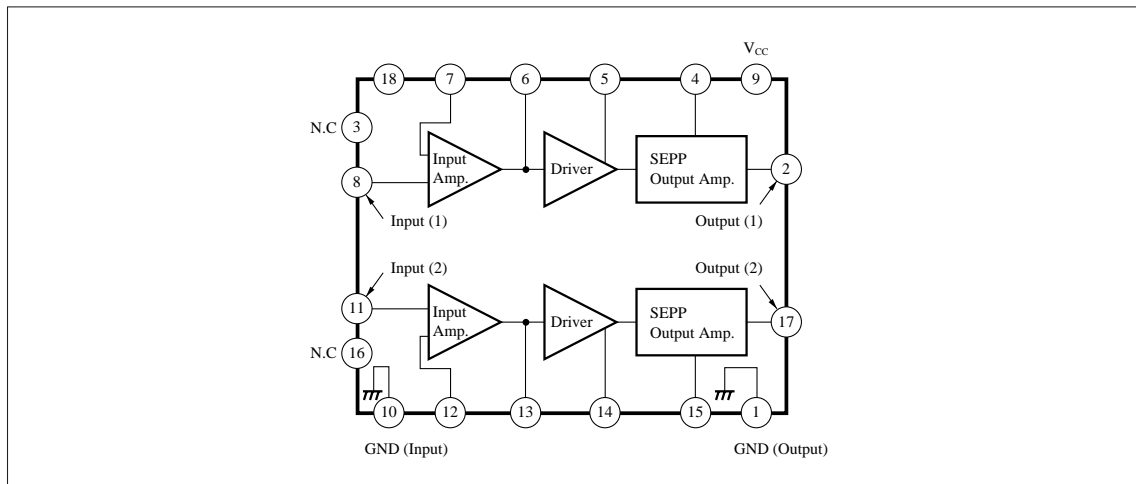 V_CC
18
7
6
5
4
9
N.C
3
8
Input
Amp.
Driver
SEPP
Output Amp.
2
Input (1)
Output (1)
Input (2)
Output (2)
11
Input
Amp.
Driver
SEPP
Output Amp.
17
N.C
16
10
12
13
14
15
1
GND (Input)
GND (Output)